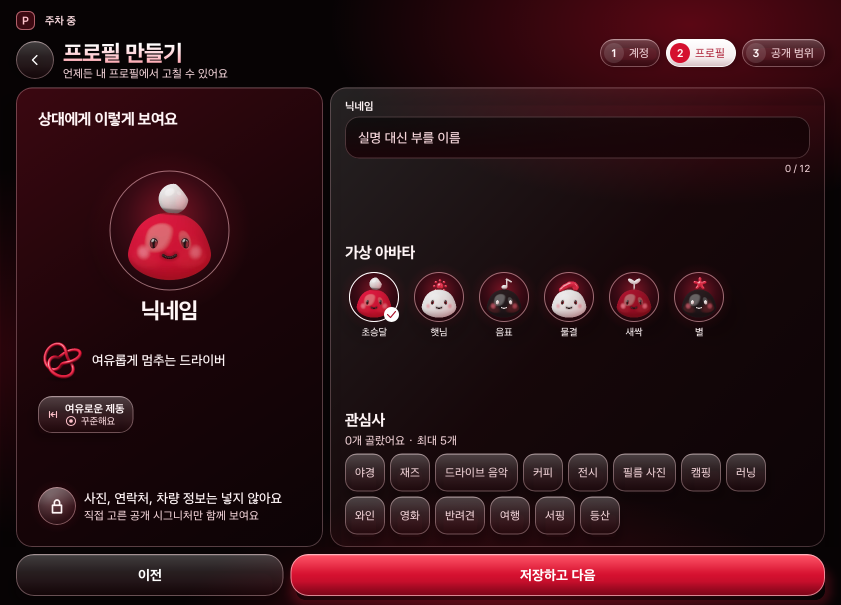 P 주차 중
프로필 만들기
언제든 내 프로필에서 고칠 수 있어요
1 계정
2 프로필
3 공개 범위
상대에게 이렇게 보여요
닉네임
여유롭게 멈추는 드라이버
여유로운 제동
꾸준해요
사진, 연락처, 차량 정보는 넣지 않아요
직접 고른 공개 시그니처만 함께 보여요
닉네임
실명 대신 부를 이름
0 / 12
가상 아바타
초승달 햇님 음표 물결 새싹 별
관심사
0개 골랐어요 · 최대 5개
야경 재즈 드라이브 음악 커피 전시 필름 사진 캠핑 러닝
와인 영화 반려견 여행 서핑 등산
이전
저장하고 다음